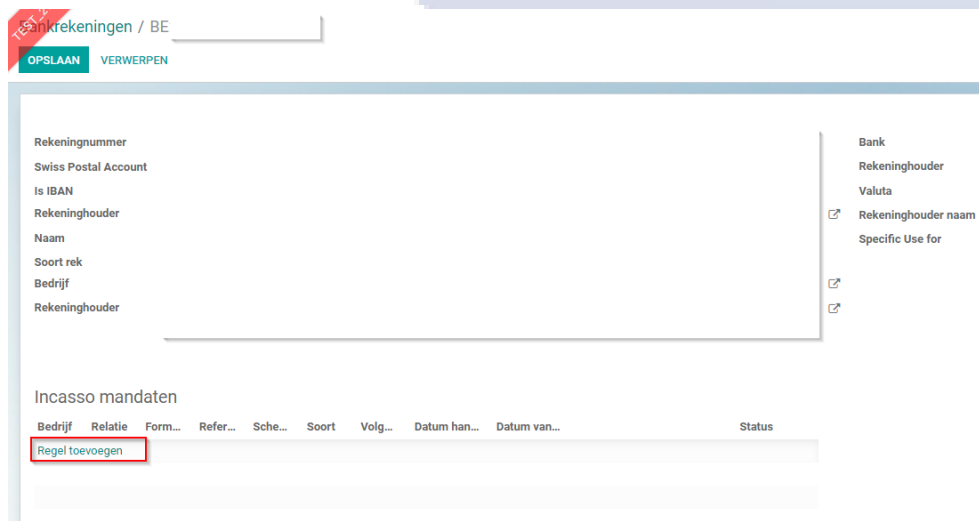 TEST_2
Bankrekeningen / BE
OPSLAAN VERWERPEN
Rekeningnummer
Swiss Postal Account
Is IBAN
Rekeninghouder
Naam
Soort rek
Bedrijf
Rekeninghouder
Bank
Rekeninghouder
Valuta
Rekeninghouder naam
Specific Use for
Incasso mandaten
Bedrijf Relatie Form... Refer... Sche... Soort Volg... Datum han... Datum van... Status
Regel toevoegen